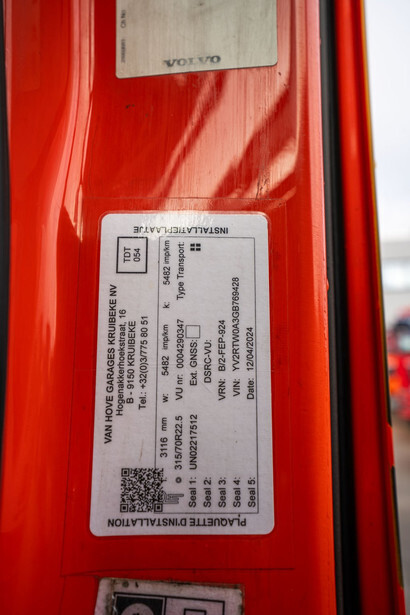 Ch No
VOLVO
INSTALLATIEPLAATJE
VAN HOVE GARAGES KRUIBEKE NV
Hogenakkerhoekstraat, 16
B - 9150 KRUIBEKE
Tel.: +32(0)3/775 80 51
TDT
054
l: 3116 mm w: 5482 imp/km k: 5482 imp/km
315/70R22.5 VU nr: 0004290347 Type Transport:
Seal 1: UN02217512 Ext. GNSS:
Seal 2: DSRC-VU:
Seal 3: VRN: B/2-FEP-924
Seal 4: VIN: YV2RTW0A3GB769428
Seal 5: Date: 12/04/2024
PLAQUETTE D'INSTALLATION